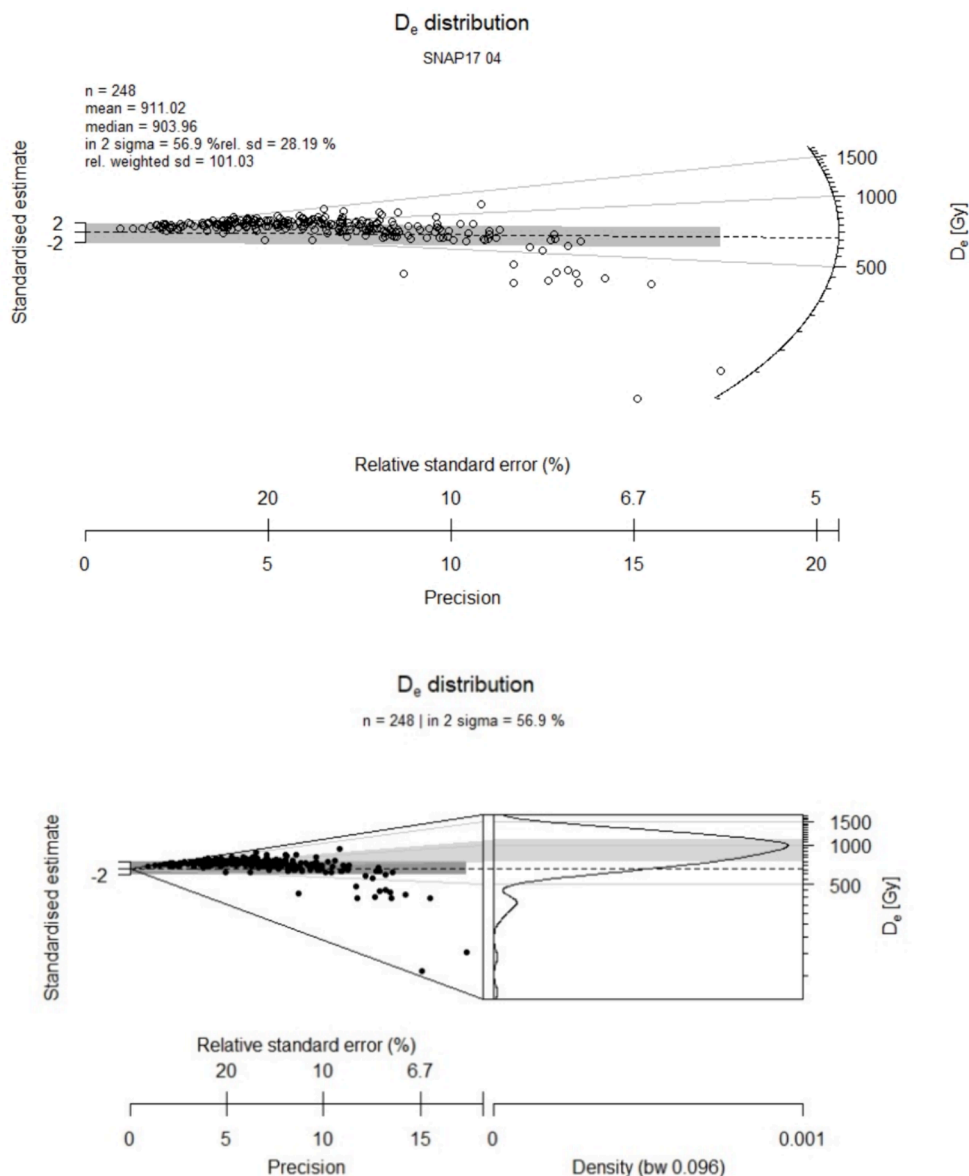 De distribution
SNAP17 04
n = 248
mean = 911.02
median = 903.96
in 2 sigma = 56.9 %rel. sd = 28.19 %
rel. weighted sd = 101.03
Standardised estimate
2
-2
1500
1000
500
De [Gy]
Relative standard error (%)
20 10 6.7 5
0 5 10 15 20
Precision
De distribution
n = 248 | in 2 sigma = 56.9 %
Standardised estimate
-2
1500
1000
500
De [Gy]
Relative standard error (%)
20 10 6.7
0 5 10 15 0 0.001
Precision Density (bw 0.096)